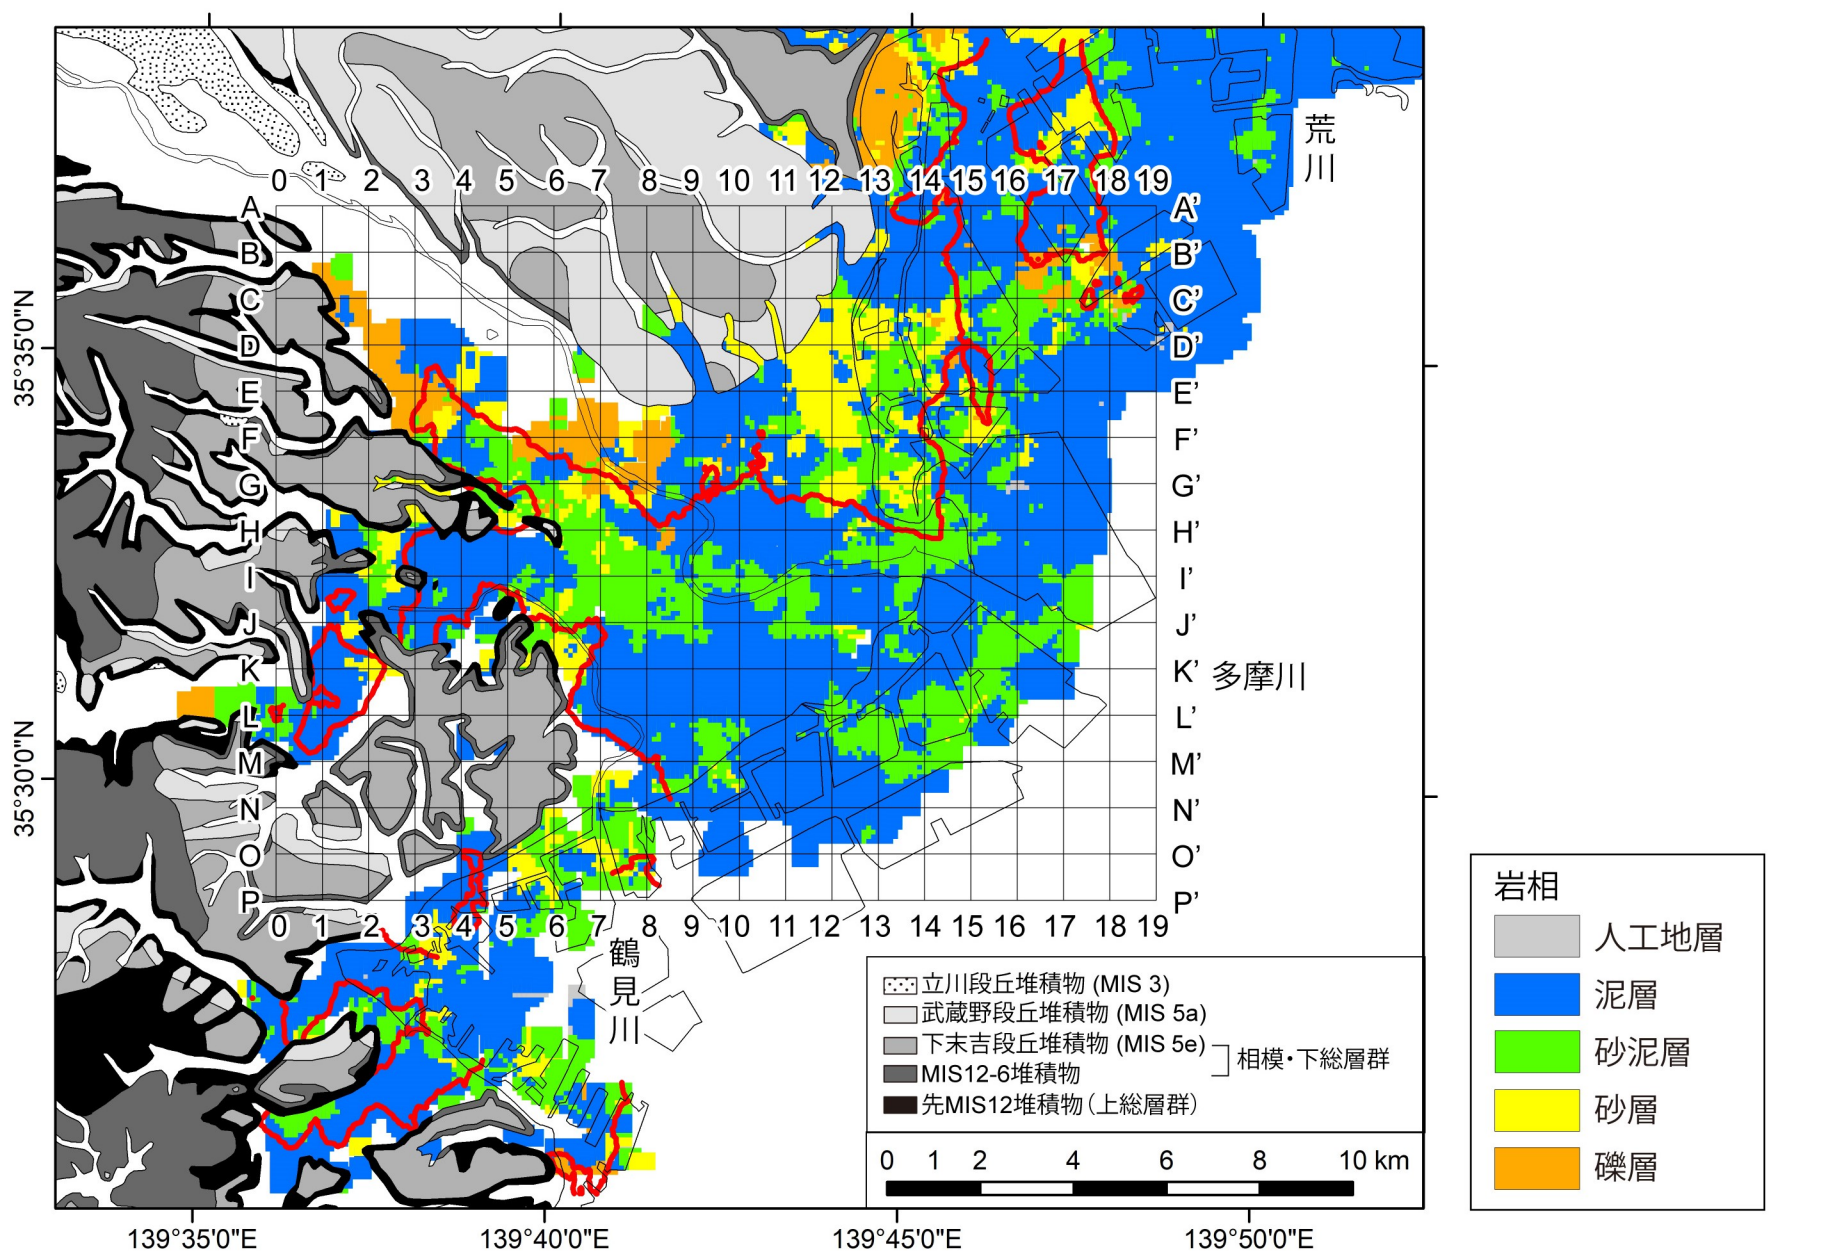 荒川
0 1 2 3 4 5 6 7 8 9 10 11 12 13 14 15 16 17 18 19
A A’
B B’
C C’
D D’
E E’
F F’
G G’
H H’
I I’
J J’
K K’ 多摩川
L L’
M M’
N N’
O O’
P P’
0 1 2 3 4 5 6 7 8 9 10 11 12 13 14 15 16 17 18 19
35°35'0"N
35°30'0"N
鶴見川
立川段丘堆積物 (MIS 3)
武蔵野段丘堆積物 (MIS 5a)
下末吉段丘堆積物 (MIS 5e)
MIS12-6堆積物
相模・下総層群
先MIS12堆積物（上総層群）
0 1 2 4 6 8 10 km
139°35'0"E 139°40'0"E 139°45'0"E 139°50'0"E
岩相
人工地層
泥層
砂泥層
砂層
礫層